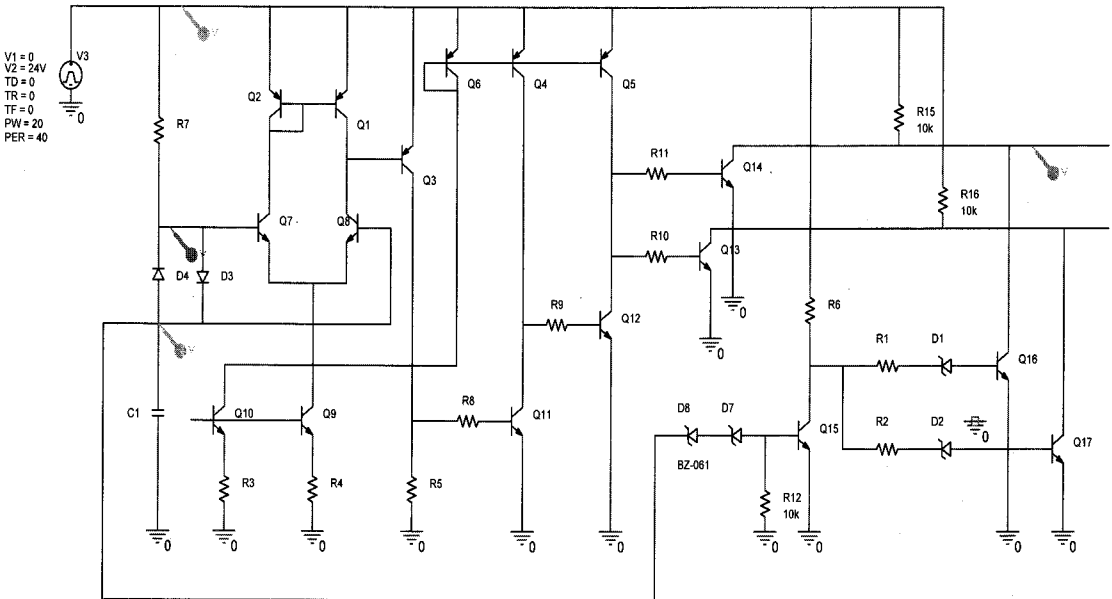 V1 = 0
V2 = 24V
TD = 0
TR = 0
TF = 0
PW = 20
PER = 40
V3
0
V
R7
Q2
Q1
Q3
Q6
Q4
Q5
R15
10k
R11
Q14
V
R16
10k
Q7
Q8
V
R10
Q13
D4
D3
0
R9
Q12
0
R6
V
R1
D1
Q16
C1
Q10
Q9
R8
Q11
D8
D7
BZ-061
Q15
R2
D2
0
Q17
R3
R4
R5
R12
10k
0
0
0
0
0
0
0
0
0
0